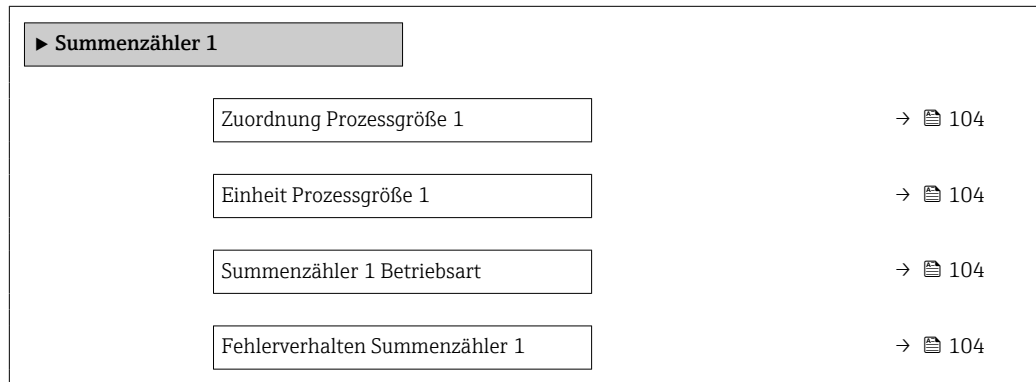 ▸ Summenzähler 1
Zuordnung Prozessgröße 1 → 104
Einheit Prozessgröße 1 → 104
Summenzähler 1 Betriebsart → 104
Fehlerverhalten Summenzähler 1 → 104